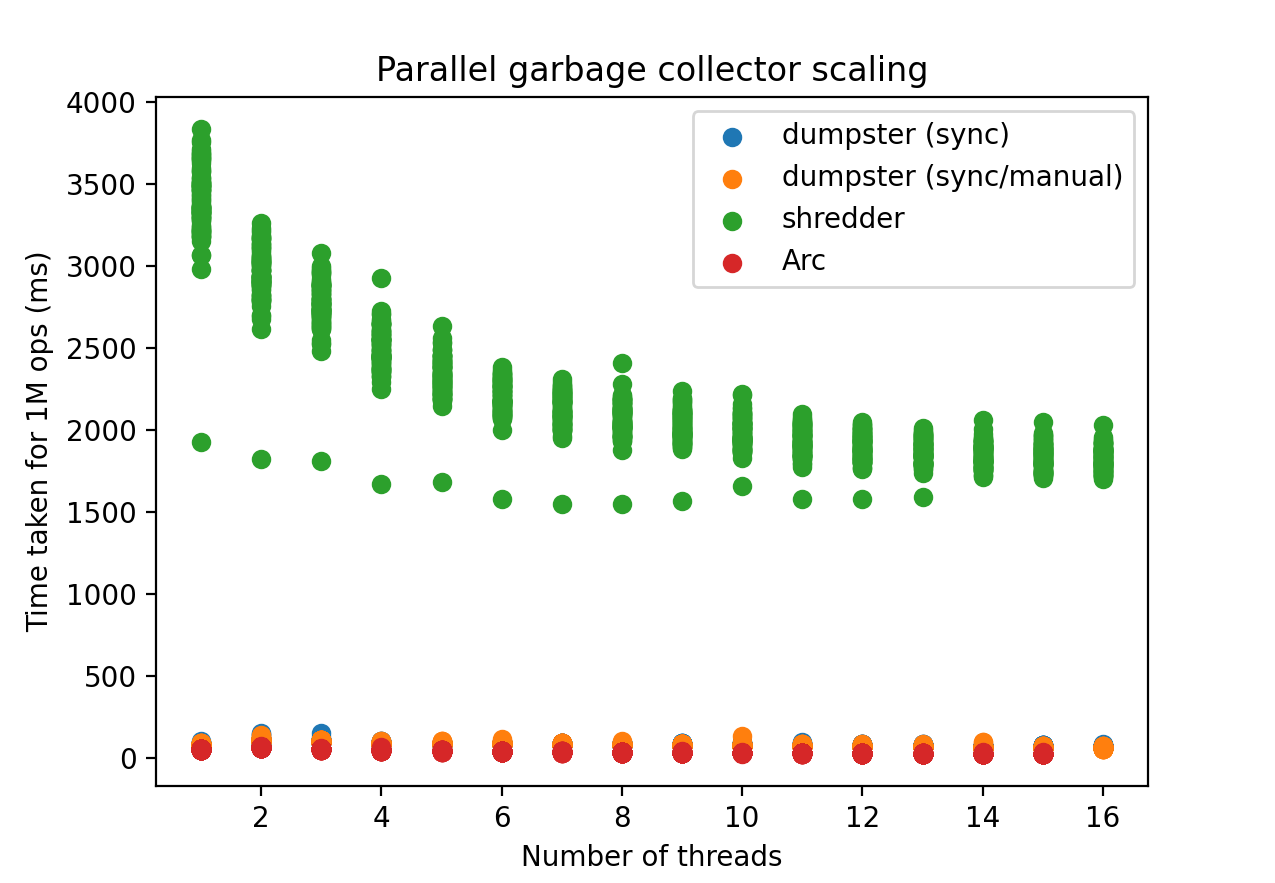 Parallel garbage collector scaling
dumpster (sync)
dumpster (sync/manual)
shredder
Arc
Time taken for 1M ops (ms)
4000
3500
3000
2500
2000
1500
1000
500
0
2 4 6 8 10 12 14 16
Number of threads